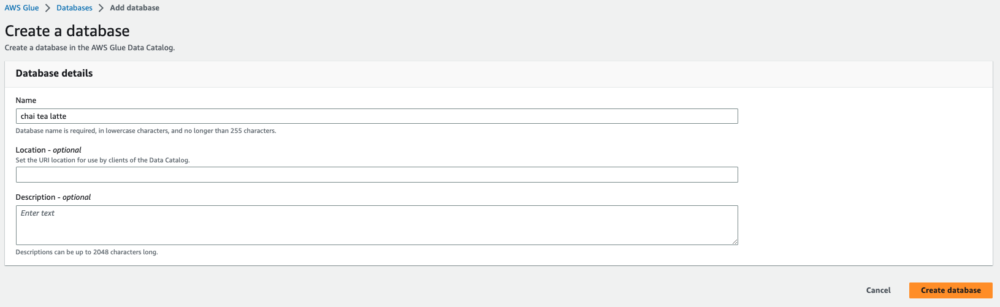 AWS Glue > Databases > Add database
Create a database
Create a database in the AWS Glue Data Catalog.
Database details
Name
chai tea latte
Database name is required, in lowercase characters, and no longer than 255 characters.
Location - optional
Set the URI location for use by clients of the Data Catalog.
Description - optional
Enter text
Descriptions can be up to 2048 characters long.
Cancel Create database